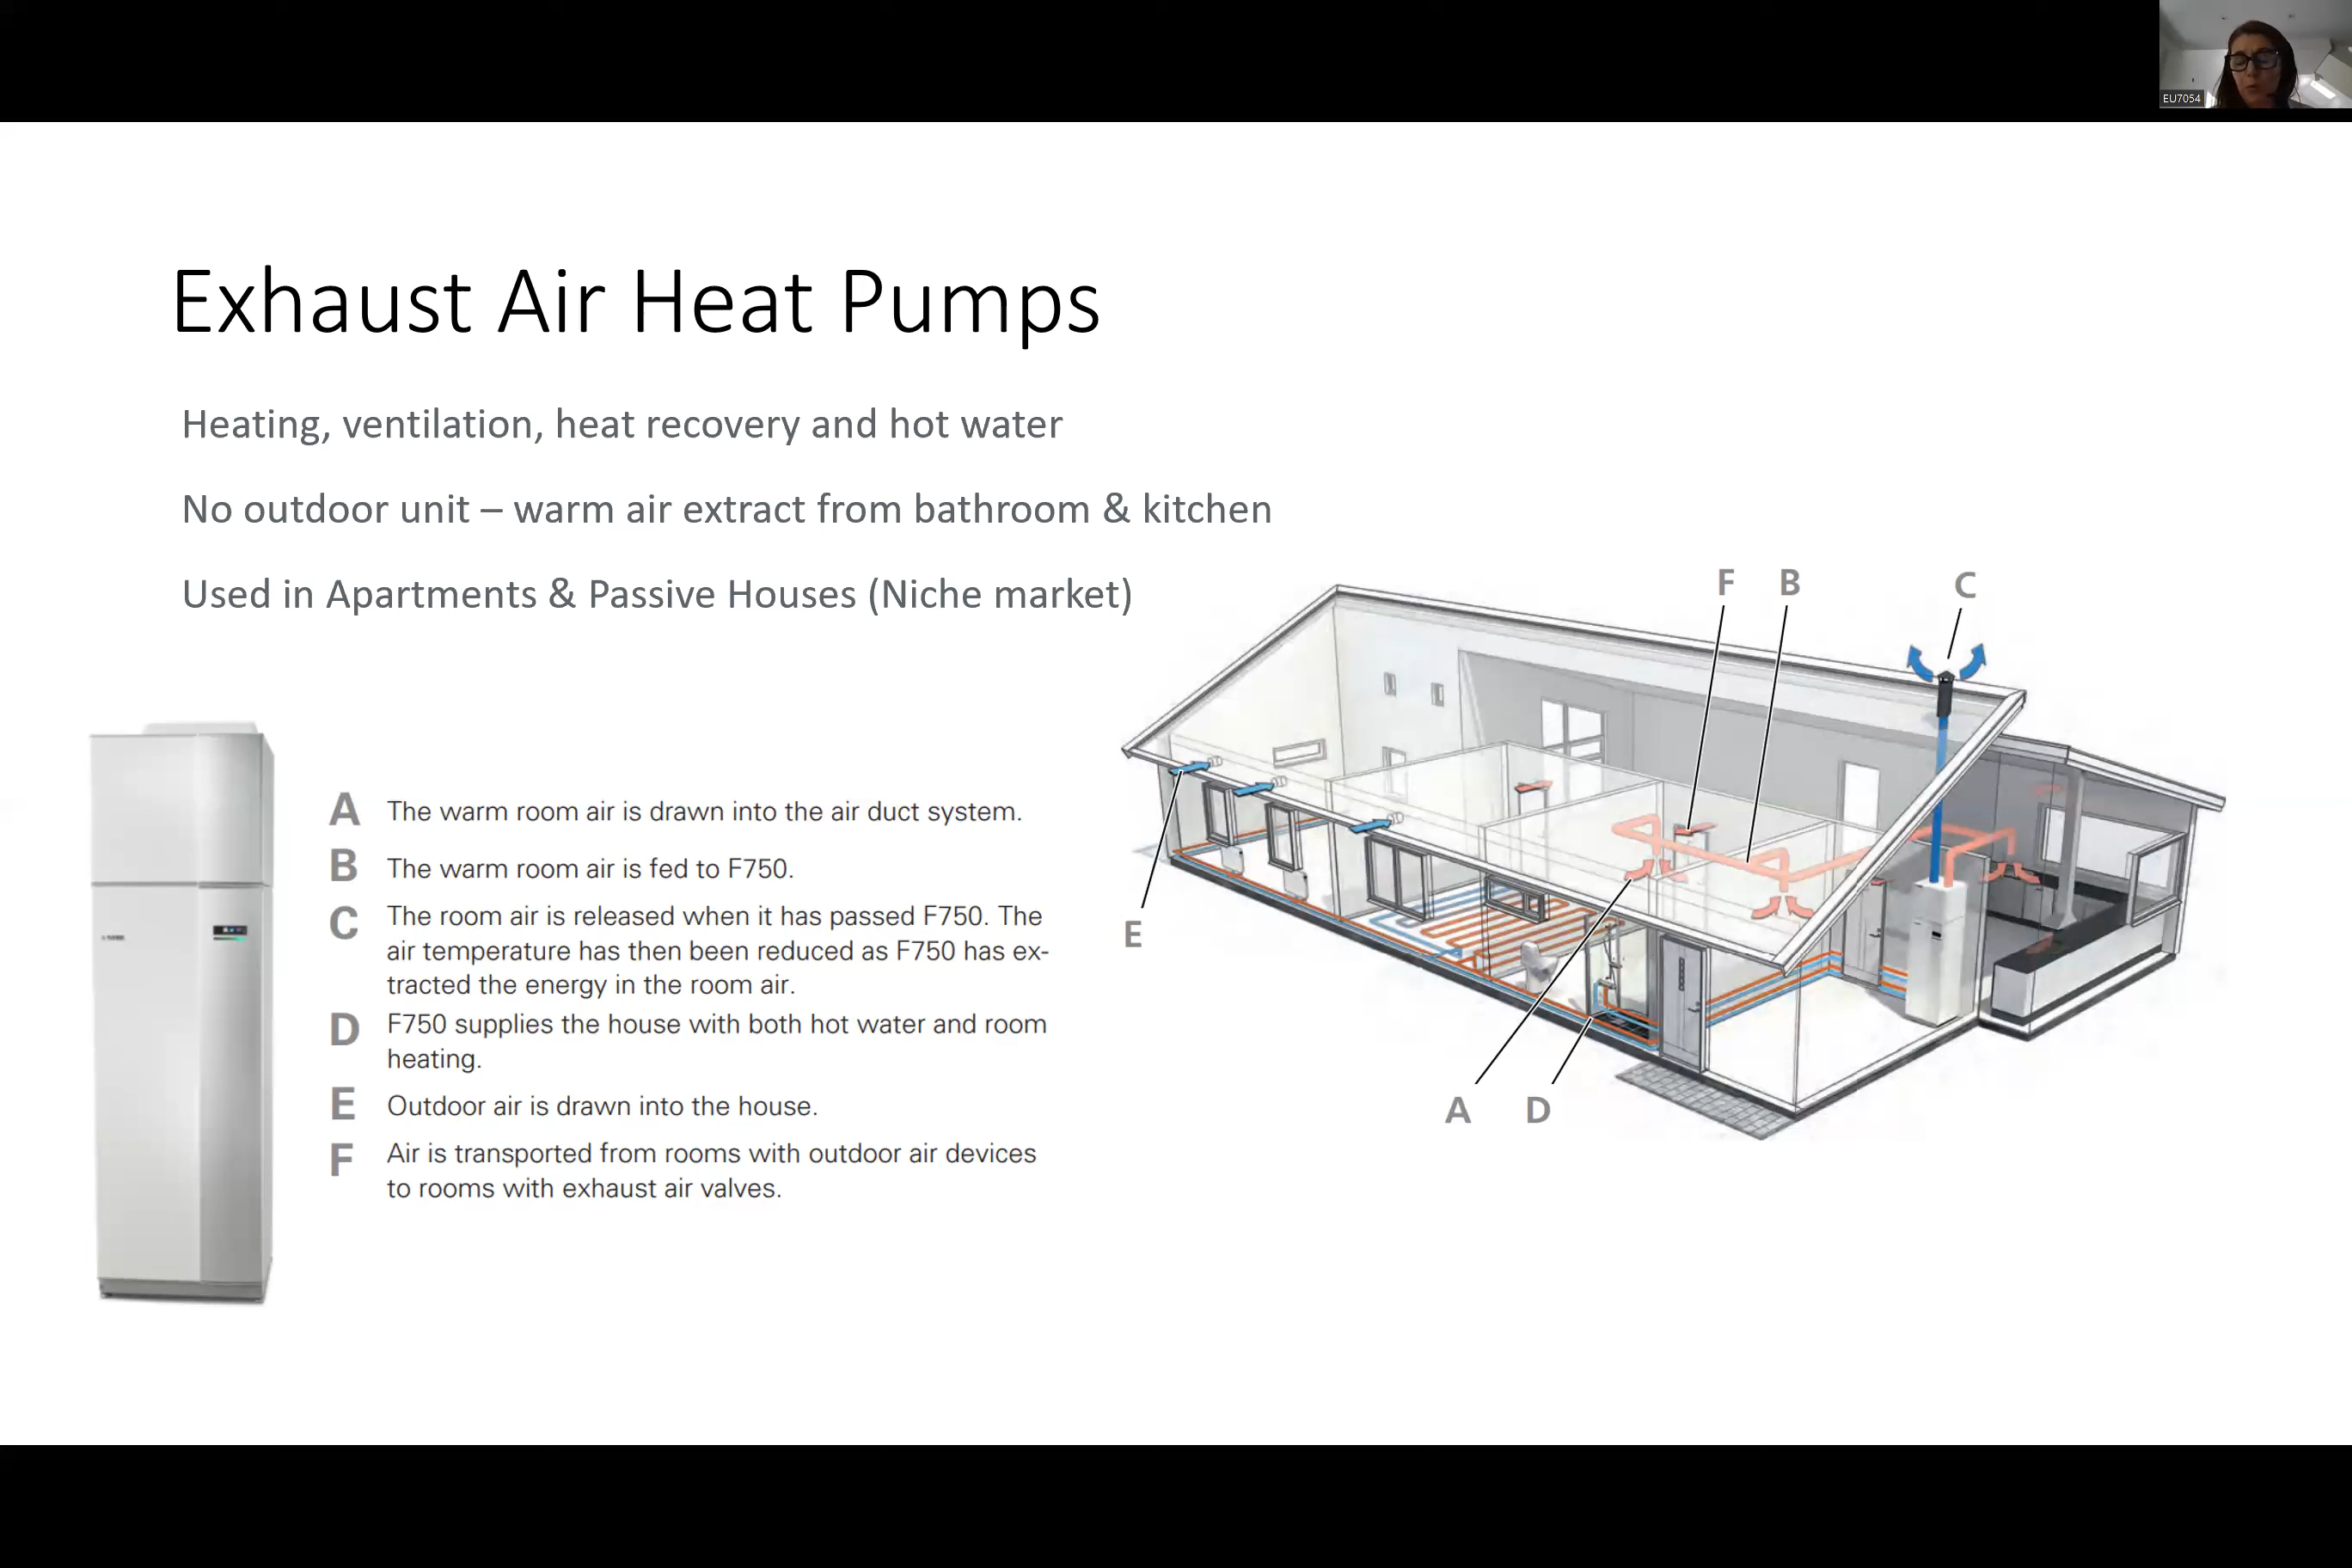 EU7054
Exhaust Air Heat Pumps
Heating, ventilation, heat recovery and hot water
No outdoor unit – warm air extract from bathroom & kitchen
Used in Apartments & Passive Houses (Niche market)
A The warm room air is drawn into the air duct system.
B The warm room air is fed to F750.
C The room air is released when it has passed F750. The
air temperature has then been reduced as F750 has ex-
tracted the energy in the room air.
D F750 supplies the house with both hot water and room
heating.
E Outdoor air is drawn into the house.
F Air is transported from rooms with outdoor air devices
to rooms with exhaust air valves.
F B C
E
A D